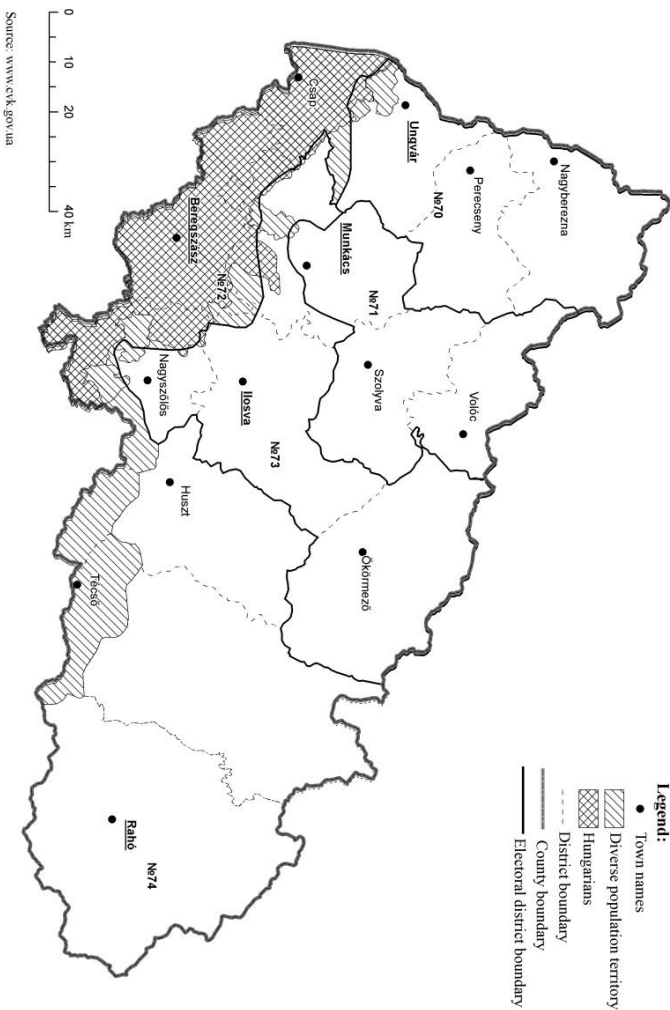 Nagyberezna
Perecseny
Ungvár
№70
Csap
Munkács
№71
Volóc
Szolyva
Ökörmező
Beregszász
№72
Ilosva
№73
Nagyszőlős
Huszt
Técső
Rahó
№74
Legend:
Town names
Diverse population territory
Hungarians
District boundary
County boundary
Electoral district boundary
0 10 20 40 km
Source: www.cvk.gov.ua